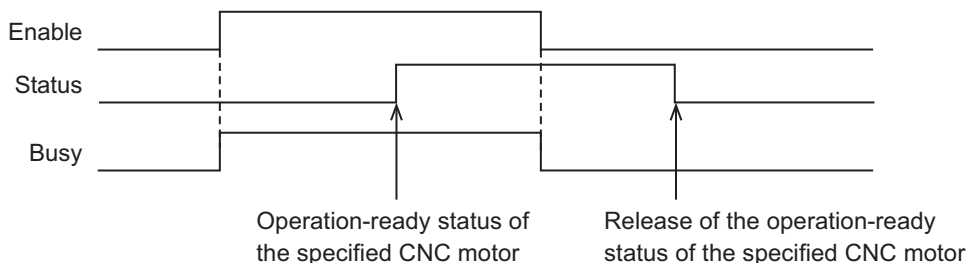 Enable
Status
Busy
Operation-ready status of
the specified CNC motor
Release of the operation-ready
status of the specified CNC motor